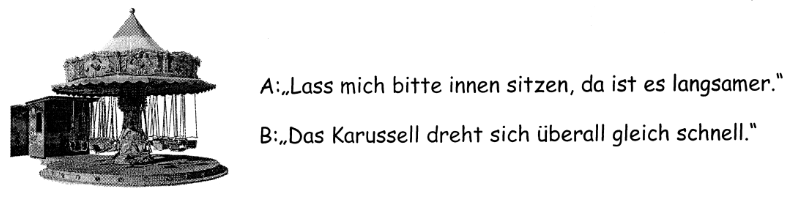 A:„Lass mich bitte innen sitzen, da ist es langsamer.“
B:„Das Karussell dreht sich überall gleich schnell.“